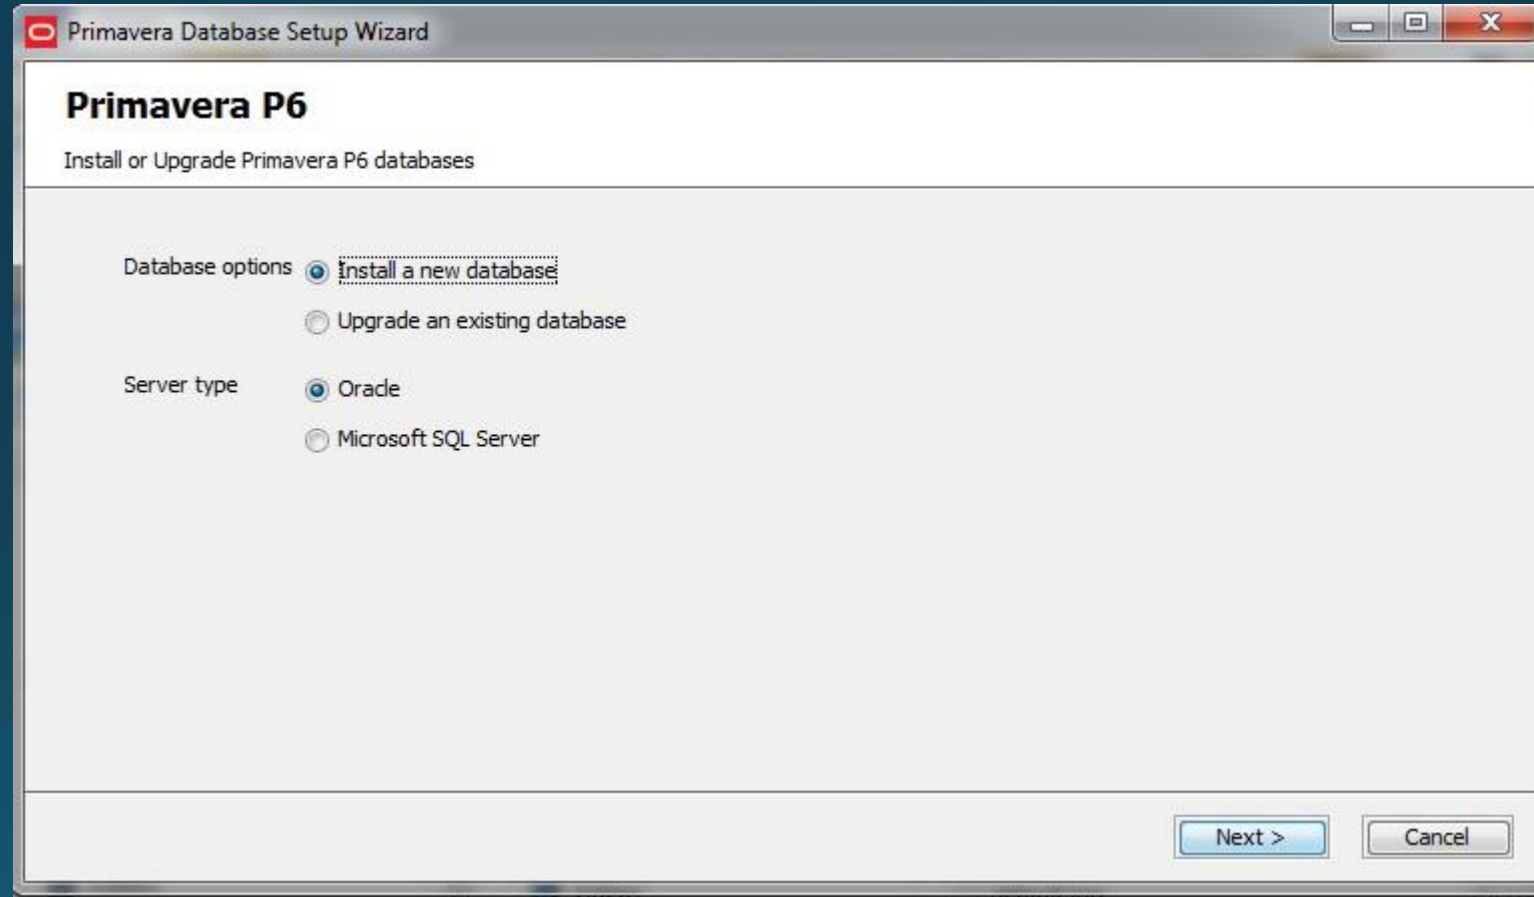 Primavera Database Setup Wizard
Primavera P6
Install or Upgrade Primavera P6 databases
Database options
Install a new database
Upgrade an existing database
Server type
Oracle
Microsoft SQL Server
Next >
Cancel